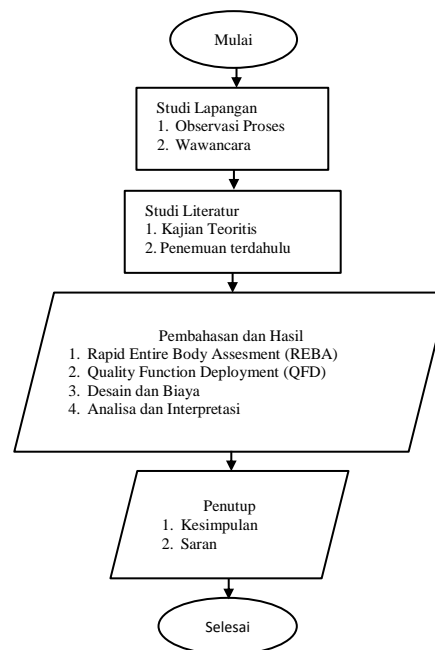 Mulai
Studi Lapangan
1. Observasi Proses
2. Wawancara
Studi Literatur
1. Kajian Teoritis
2. Penemuan terdahulu
Pembahasan dan Hasil
1. Rapid Entire Body Assesment (REBA)
2. Quality Function Deployment (QFD)
3. Desain dan Biaya
4. Analisa dan Interpretasi
Penutup
1. Kesimpulan
2. Saran
Selesai